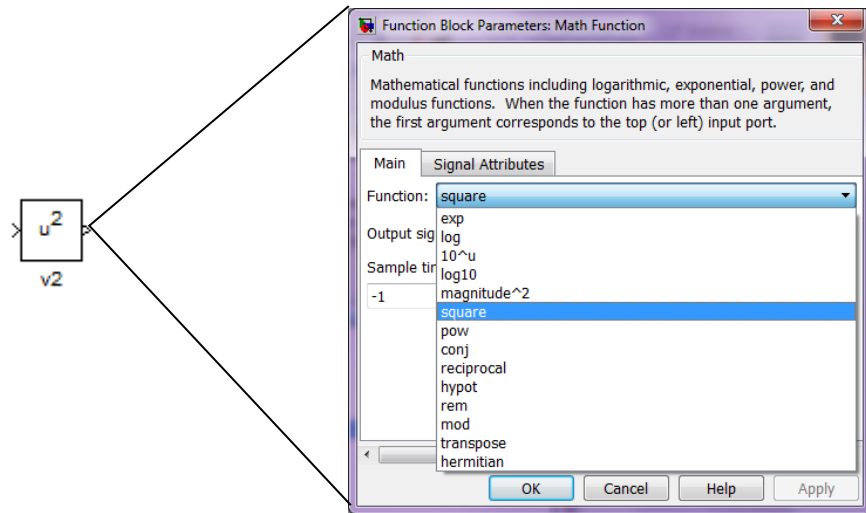 Function Block Parameters: Math Function
Math
Mathematical functions including logarithmic, exponential, power, and
modulus functions. When the function has more than one argument,
the first argument corresponds to the top (or left) input port.
Main
Signal Attributes
Function:
square
Output sig
Sample tir
-1
exp
log
10^u
log10
magnitude^2
square
pow
conj
reciprocal
hypot
rem
mod
transpose
hermitian
OK
Cancel
Help
Apply
u²
v2